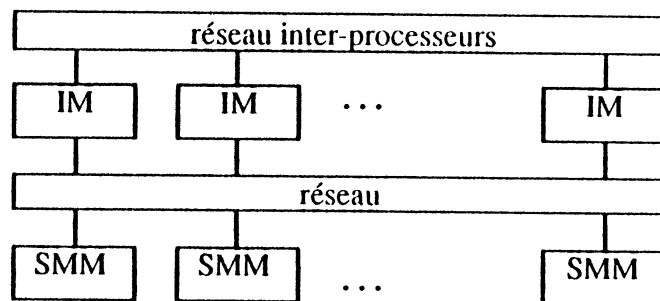 réseau inter-processeurs
IM IM ... IM
réseau
SMM SMM ... SMM